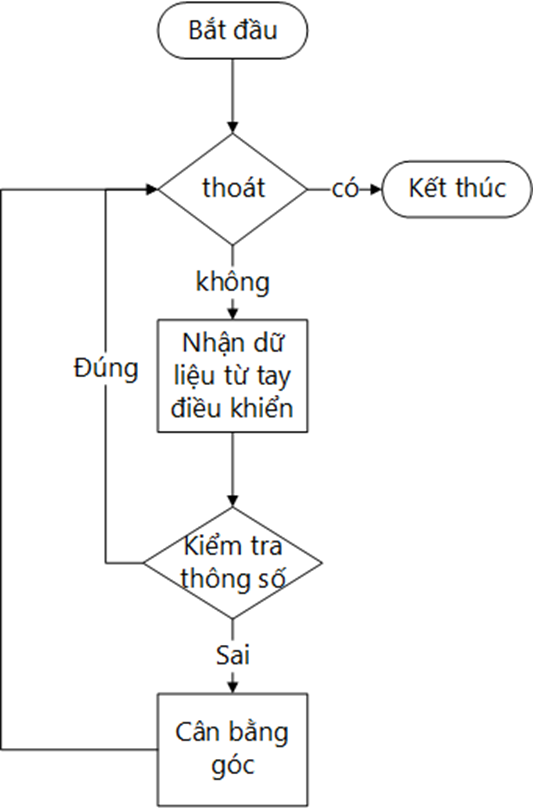 Bắt đầu
thoát
có
Kết thúc
không
Nhận dữ
liệu từ tay
điều khiển
Đúng
Kiểm tra
thông số
Sai
Cân bằng
góc